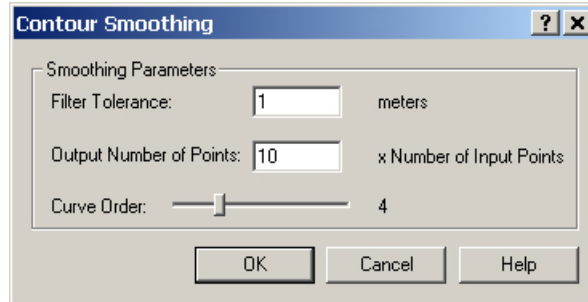 Contour Smoothing
Smoothing Parameters
Filter Tolerance: 1 meters
Output Number of Points: 10 x Number of Input Points
Curve Order: 4
OK Cancel Help